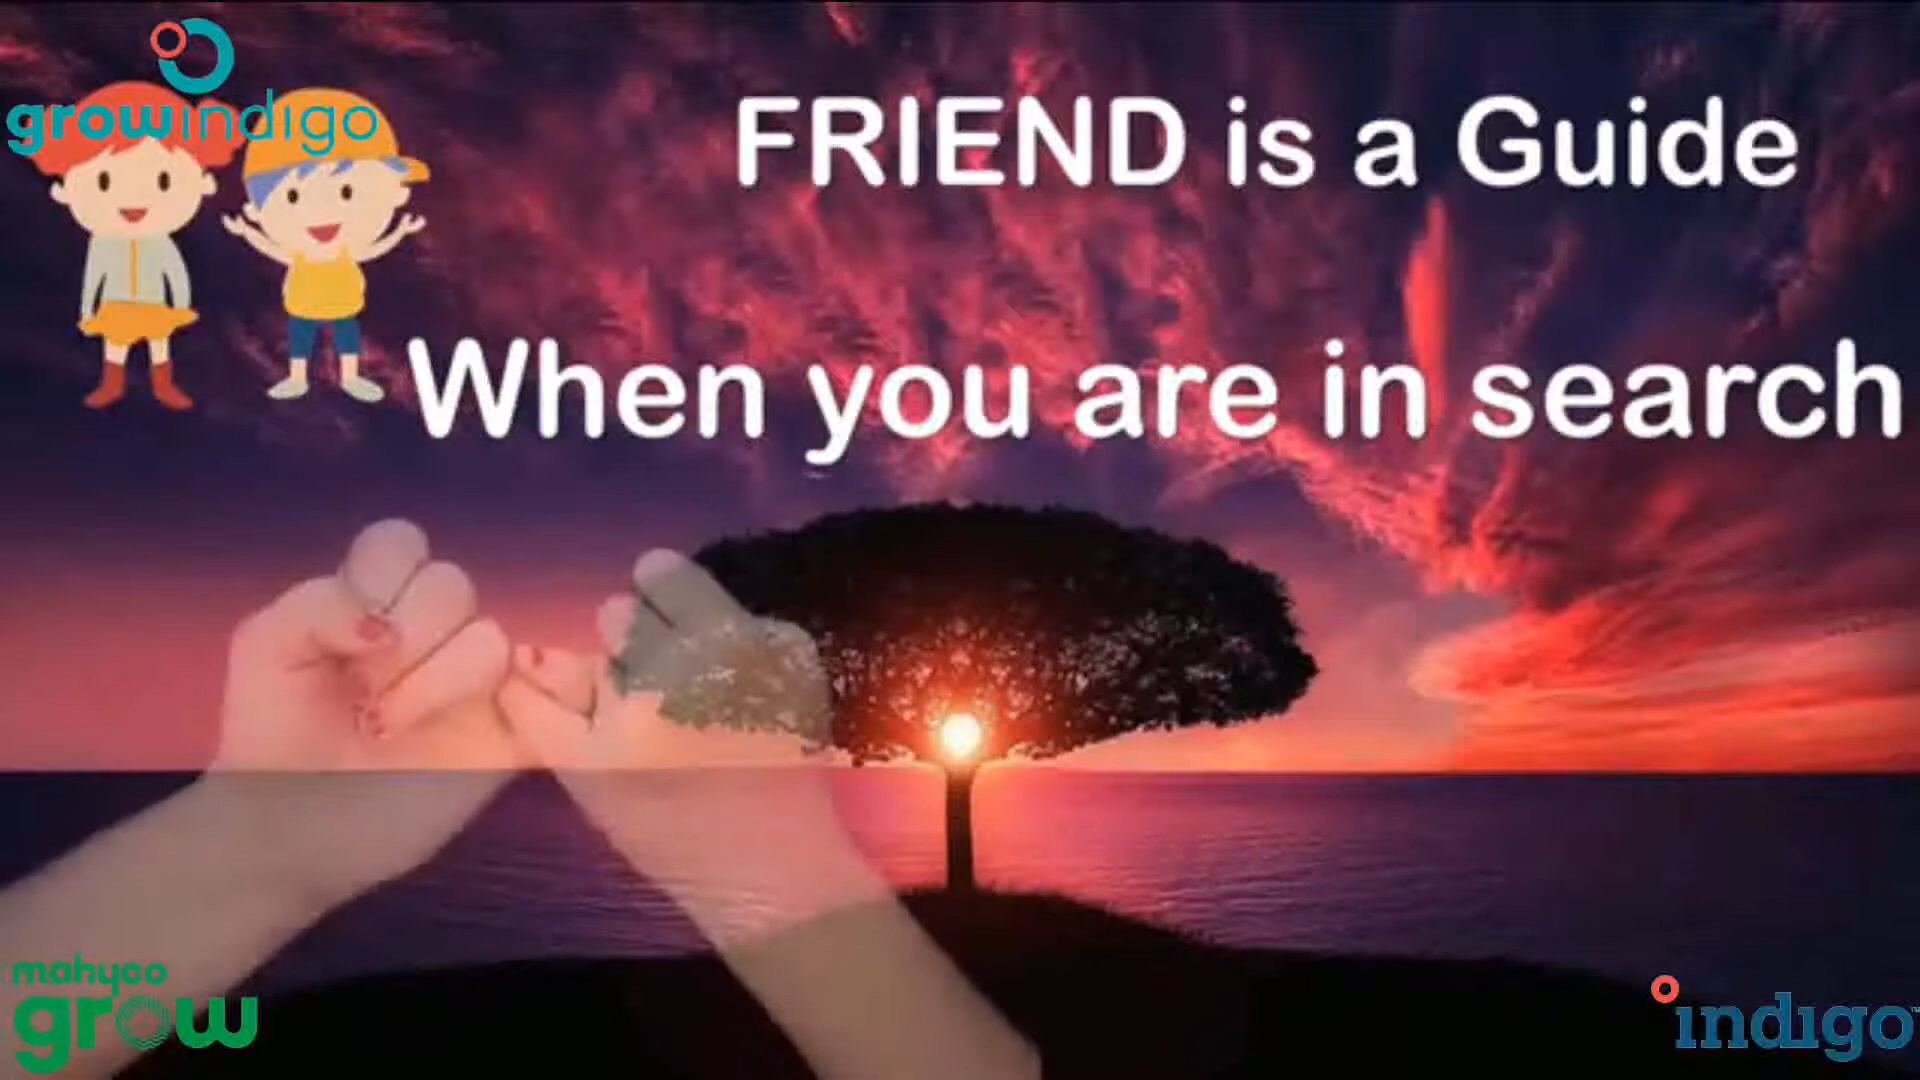 growindigo
FRIEND is a Guide
When you are in search
mahyco
grow
indigo